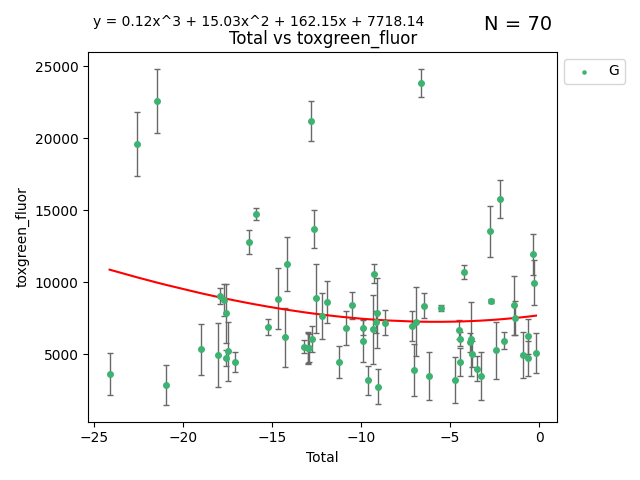 y = 0.12x^3 + 15.03x^2 + 162.15x + 7718.14
N = 70
Total vs toxgreen_fluor
G
25000
20000
15000
10000
5000
toxgreen_fluor
−25
−20
−15
−10
−5
0
Total